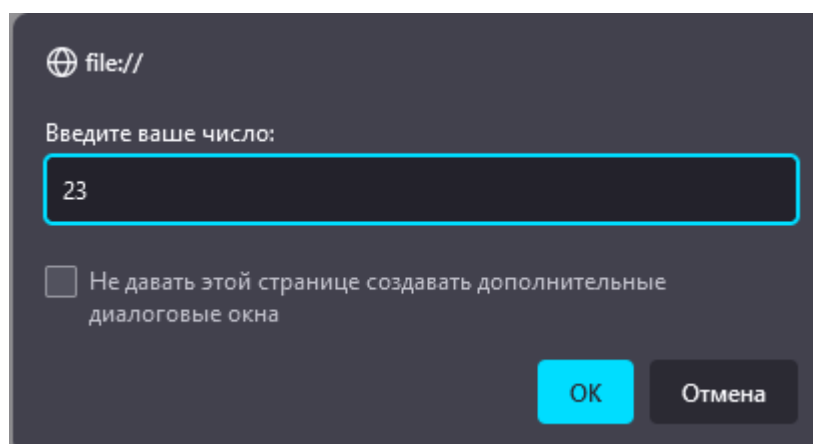 file://
Введите ваше число:
23
Не давать этой странице создавать дополнительные
диалоговые окна
OK
Отмена